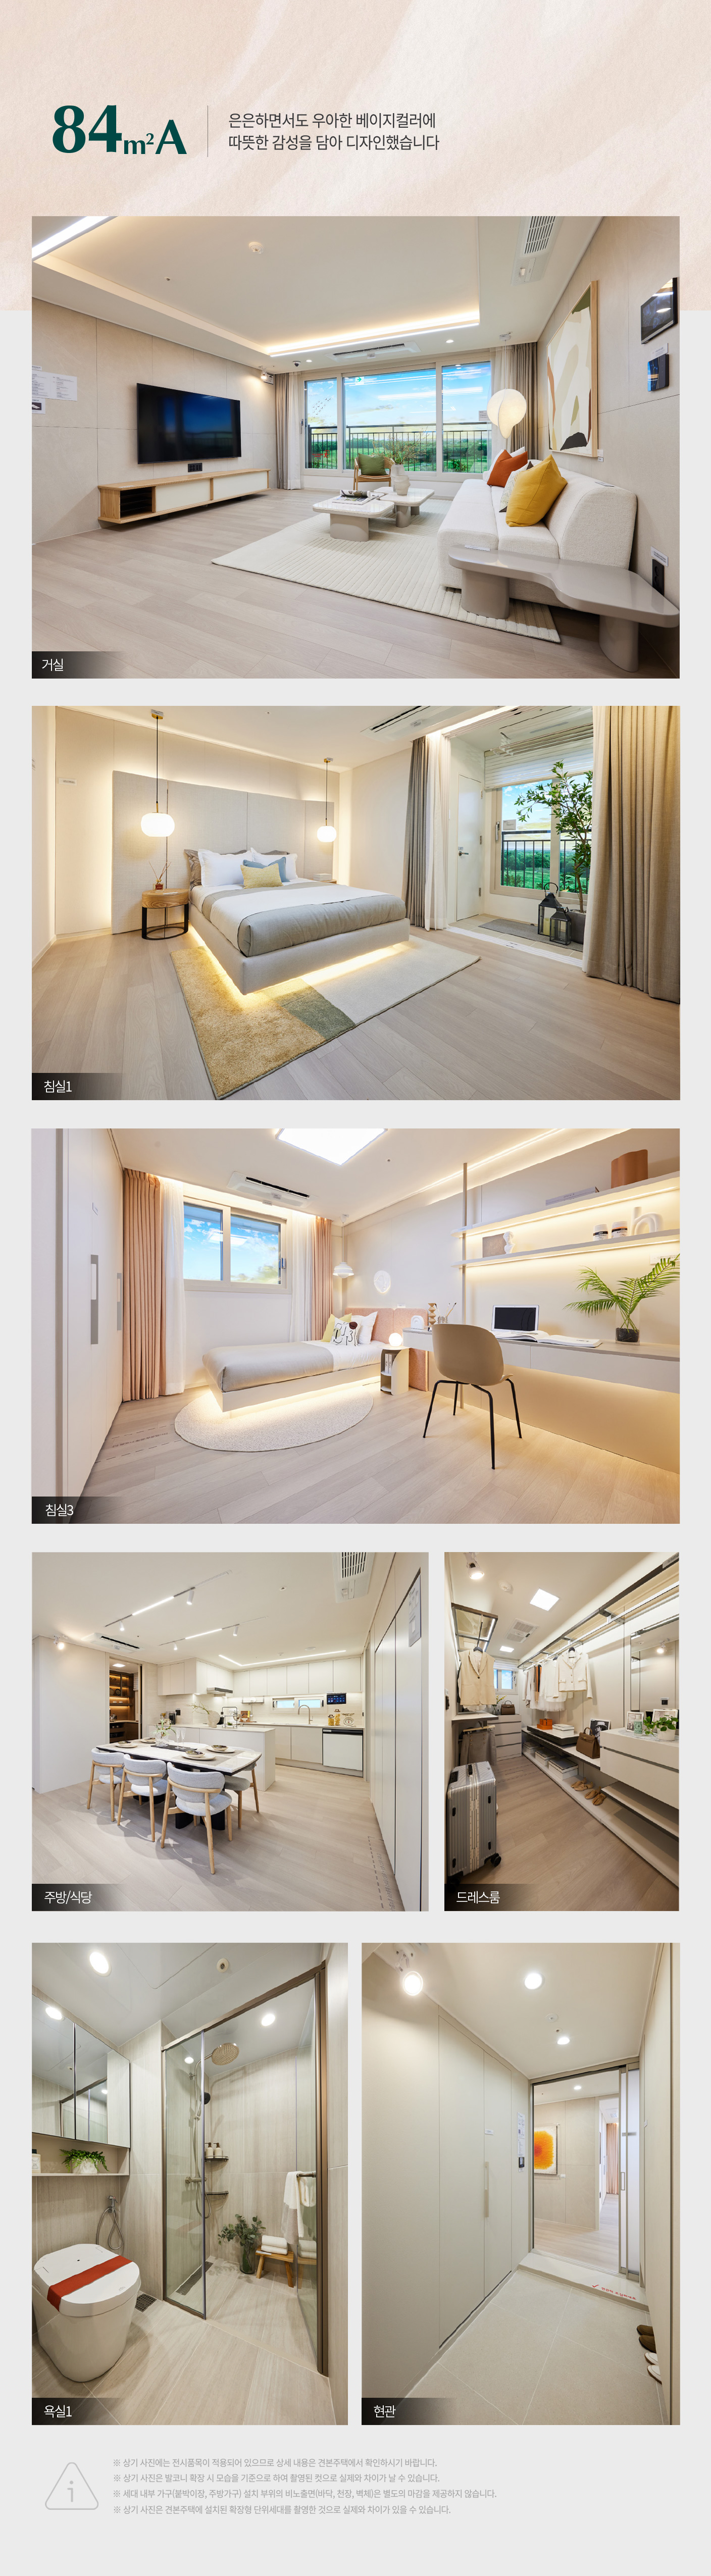 84m²A
은은하면서도 우아한 베이지컬러에
따뜻한 감성을 담아 디자인했습니다
거실
침실1
침실3
주방/식당
드레스룸
욕실1
현관
※ 상기 사진에는 전시품목이 적용되어 있으므로 상세 내용은 견본주택에서 확인하시기 바랍니다.
※ 상기 사진은 발코니 확장 시 모습을 기준으로 하여 촬영된 컷으로 실제와 차이가 날 수 있습니다.
※ 세대 내부 가구(붙박이장, 주방가구) 설치 부위의 비노출면(바닥, 천장, 벽체)은 별도의 마감을 제공하지 않습니다.
※ 상기 사진은 견본주택에 설치된 확장형 단위세대를 촬영한 것으로 실제와 차이가 있을 수 있습니다.